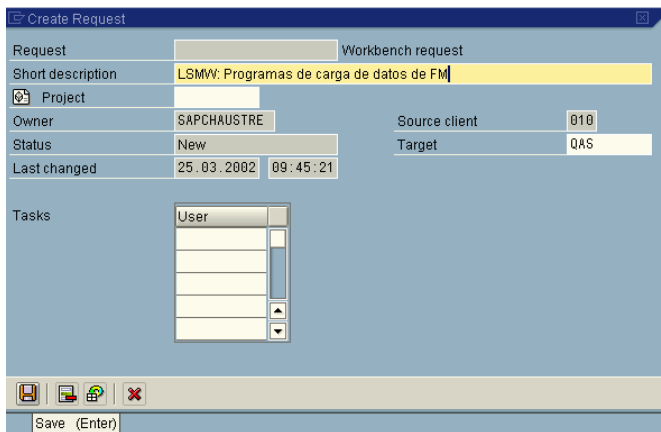 Create Request
Request Workbench request
Short description LSMW: Programas de carga de datos de FM
Project
Owner SAPCHAUSTRE Source client 010
Status New Target QAS
Last changed 25.03.2002 09:45:21
Tasks User
Save (Enter)